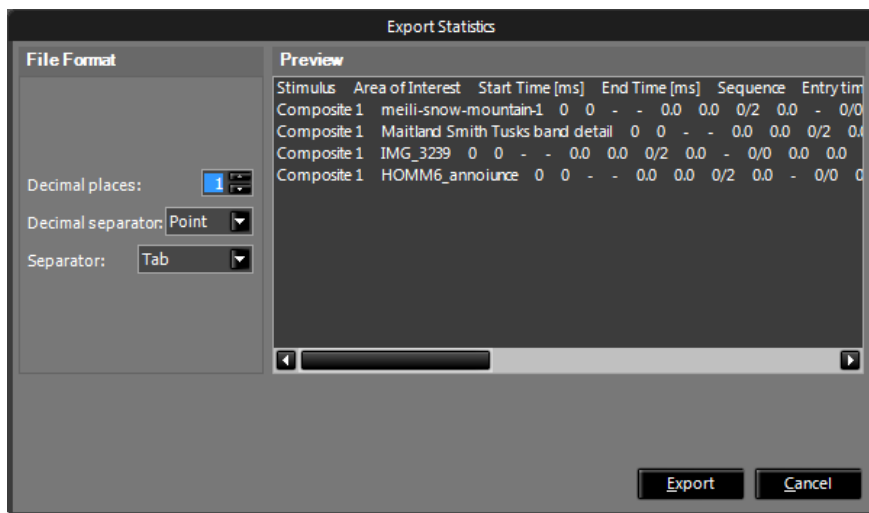 Export Statistics
File Format
Decimal places: 1
Decimal separator: Point
Separator: Tab
Preview
Stimulus Area of Interest Start Time [ms] End Time [ms] Sequence Entry tim
Composite 1 meili-snow-mountain-1 0 0 - - 0.0 0.0 0/2 0.0 - 0/0
Composite 1 Maitland Smith Tusks band detail 0 0 - - 0.0 0.0 0/2 0.
Composite 1 IMG_3239 0 0 - - 0.0 0.0 0/2 0.0 - 0/0 0.0 0.0
Composite 1 HOMM6_annoiunce 0 0 - - 0.0 0.0 0/2 0.0 - 0/0
Export Cancel